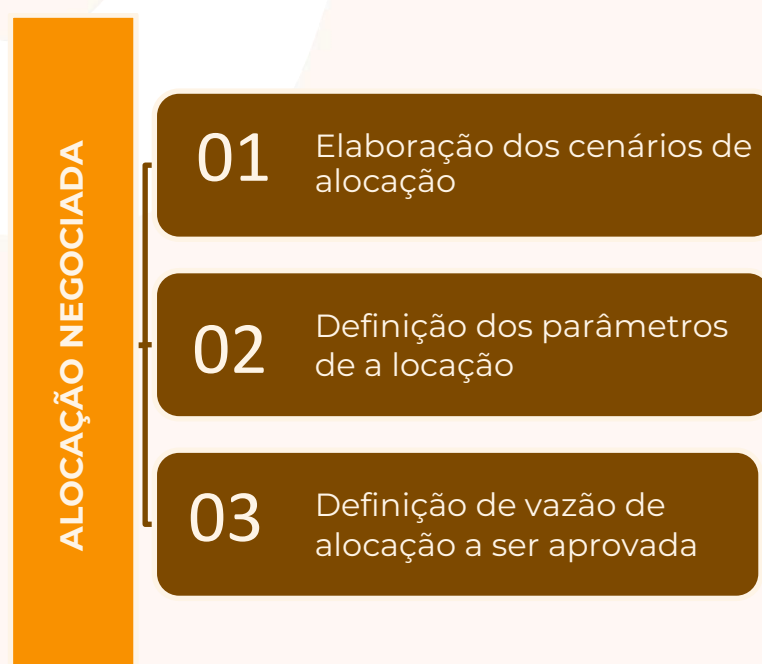 ALOCAÇÃO NEGOCIADA
01
Elaboração dos cenários de
alocação
02
Definição dos parâmetros
de a locação
03
Definição de vazão de
alocação a ser aprovada